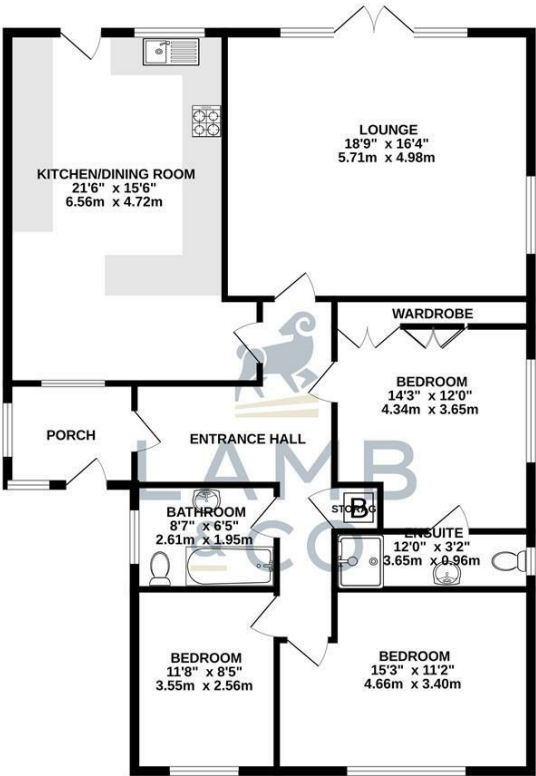 LOUNGE
18'9" x 16'4"
5.71m x 4.98m
KITCHEN/DINING ROOM
21'6" x 15'6"
6.56m x 4.72m
WARDROBE
BEDROOM
14'3" x 12'0"
4.34m x 3.65m
PORCH
ENTRANCE HALL
LAMB
& CO
BATHROOM
8'7" x 6'5"
2.61m x 1.95m
STORAG
B
ENSUITE
12'0" x 3'2"
3.65m x 0.96m
BEDROOM
11'8" x 8'5"
3.55m x 2.56m
BEDROOM
15'3" x 11'2"
4.66m x 3.40m